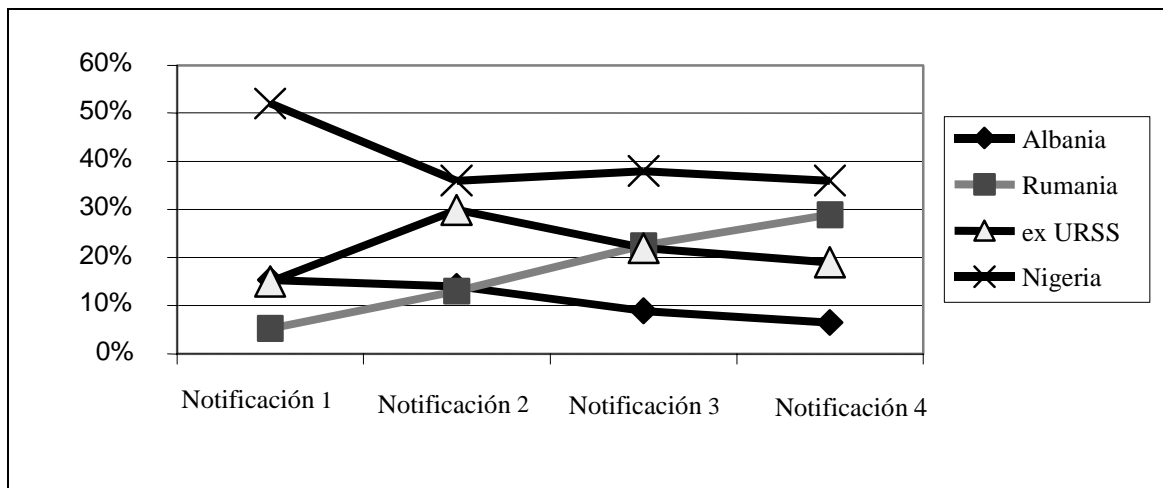 60%
50%
40%
30%
20%
10%
0%
Notificación 1
Notificación 2
Notificación 3
Notificación 4
Albania
Rumania
ex URSS
Nigeria